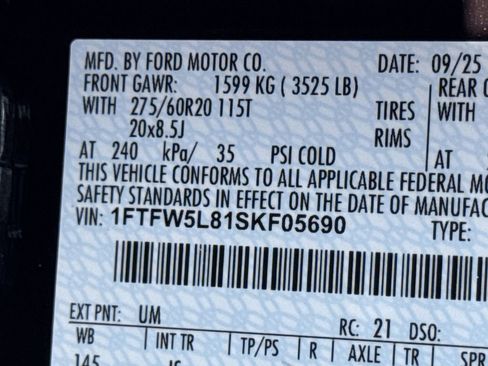 MFD. BY FORD MOTOR CO. DATE: 09/25
FRONT GAWR: 1599 KG ( 3525 LB) REAR
WITH 275/60R20 115T TIRES WITH
20x8.5J RIMS
AT 240 kPa/ 35 PSI COLD AT
THIS VEHICLE CONFORMS TO ALL APPLICABLE FEDERAL
SAFETY STANDARDS IN EFFECT ON THE DATE OF MANUFAC
VIN: 1FTFW5L81SKF05690 TYPE:
EXT PNT: UM RC: 21 DSO:
WB INT TR TP/PS R AXLE TR SPR
145